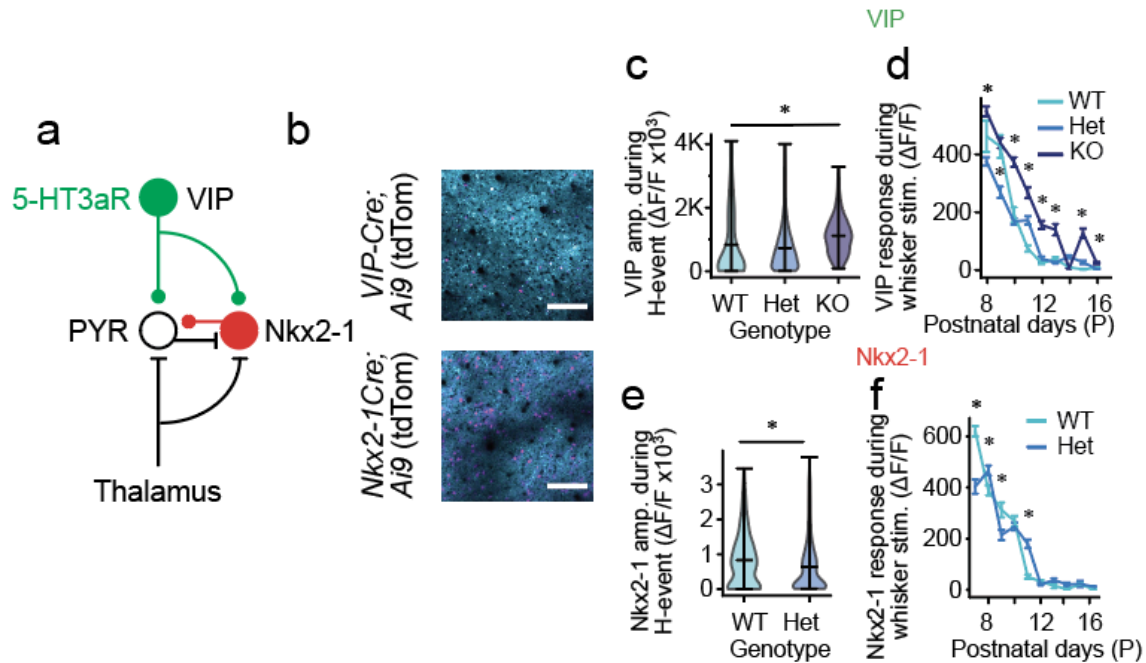 VIP
a
5-HT3aR
VIP
PYR
Nkx2-1
Thalamus
b
VIP-Cre;
Ai9 (tdTom)
Nkx2-1Cre;
Ai9 (tdTom)
c
VIP amp. during
H-event (ΔF/F x10³)
4K
2K
0
*
WT Het KO
Genotype
d
VIP response during
whisker stim. (ΔF/F)
400
200
0
* * * * * * * *
WT
Het
KO
8 12 16
Postnatal days (P)
Nkx2-1
e
Nkx2-1 amp. during
H-event (ΔF/F x10³)
3
2
1
0
*
WT Het
Genotype
f
Nkx2-1 response during
whisker stim. (ΔF/F)
600
400
200
0
* * * *
WT
Het
8 12 16
Postnatal days (P)